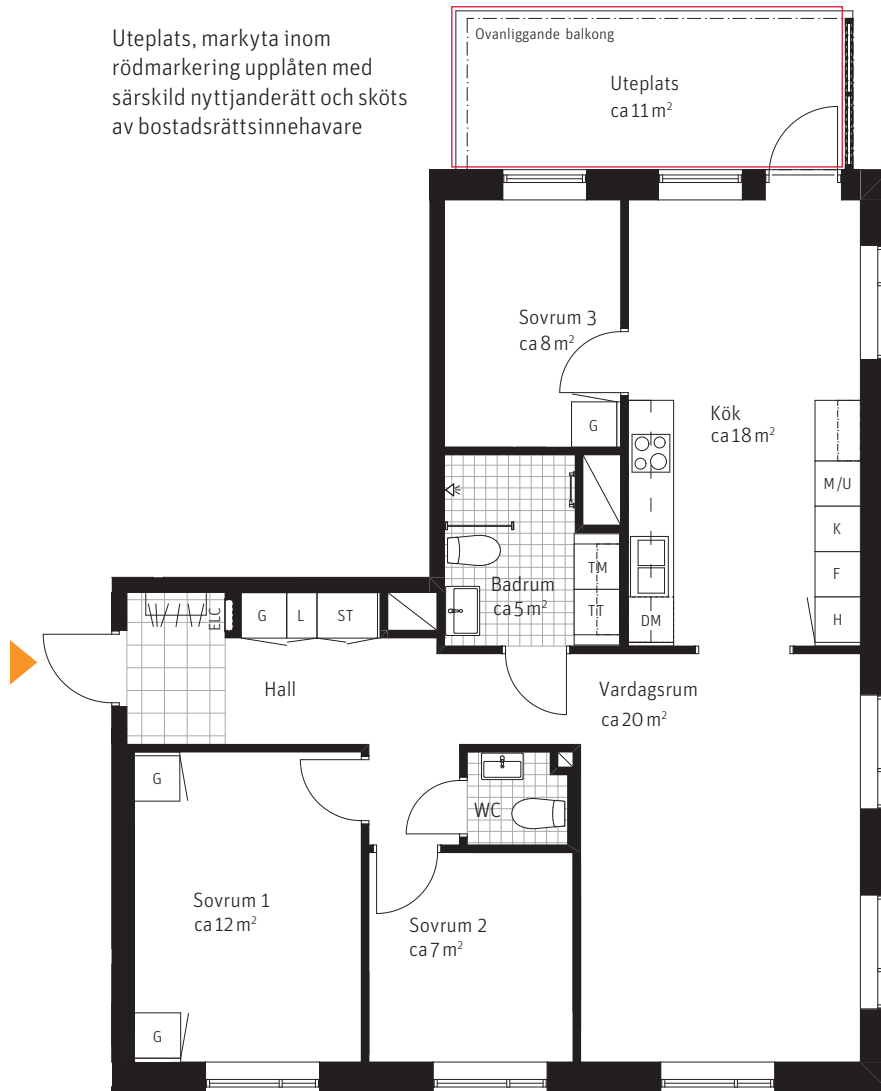 Uteplats, markyta inom
rödmarkering upplåten med
särskild nyttjanderätt och sköts
av bostadsrättsinnehavare
Ovanliggande balkong
Uteplats
ca 11 m²
Sovrum 3
ca 8 m²
G
Kök
ca 18 m²
M/U
K
F
H
TM
TT
DM
Badrum
ca 5 m²
ELC
G
L
ST
Hall
Vardagsrum
ca 20 m²
G
WC
Sovrum 1
ca 12 m²
Sovrum 2
ca 7 m²
G